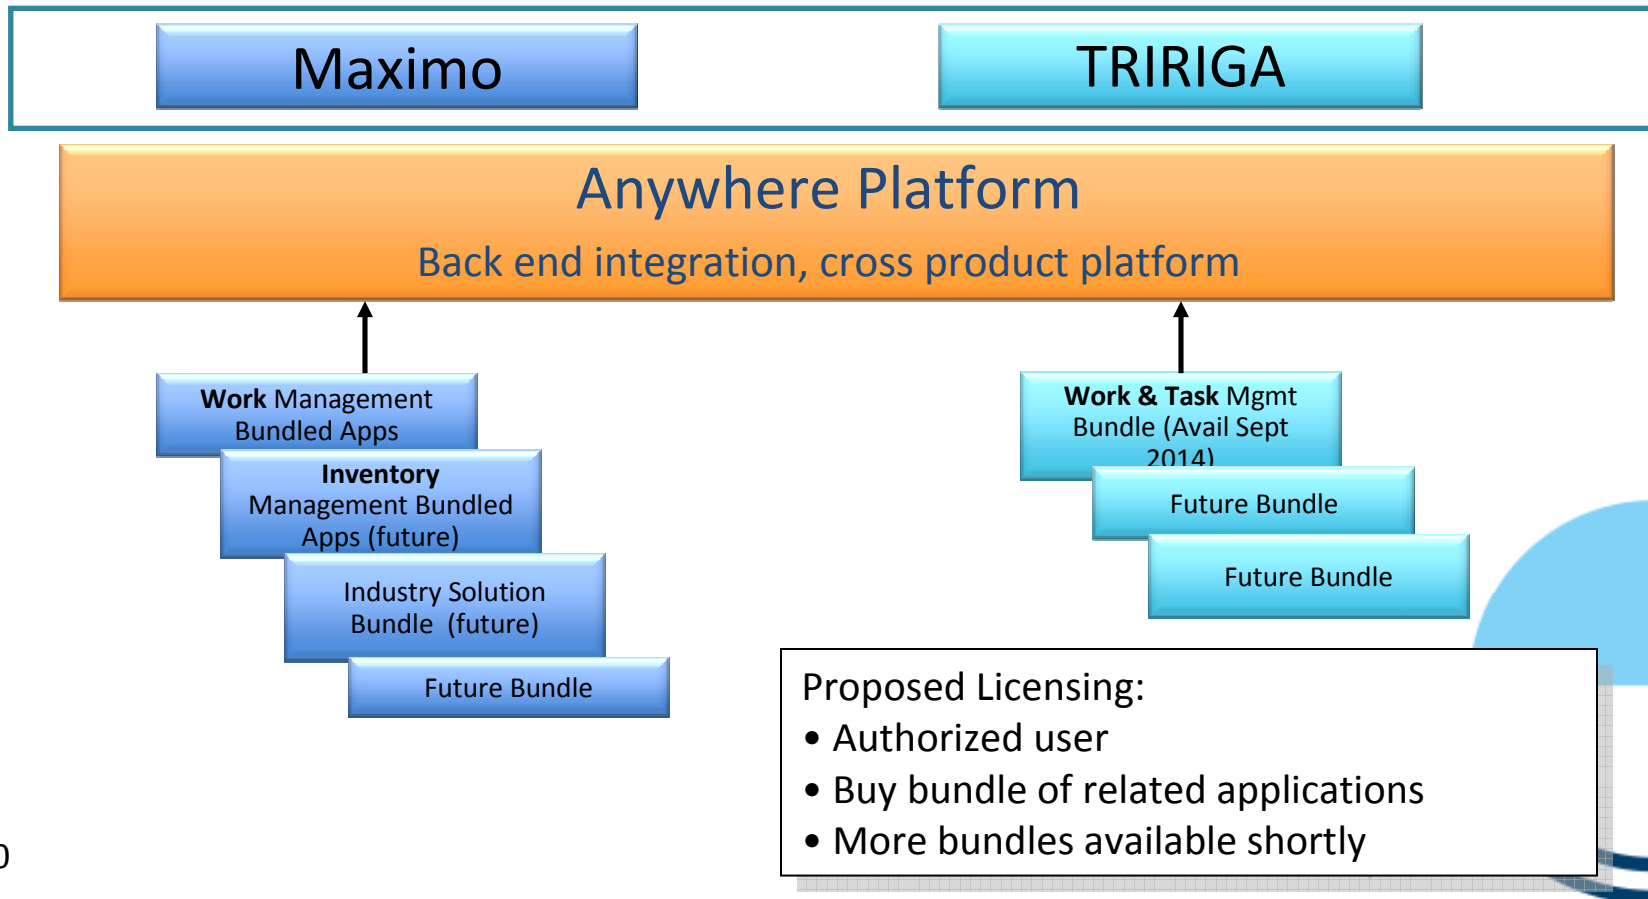 Maximo
TRIRIGA
Anywhere Platform
Back end integration, cross product platform
Work Management
Bundled Apps
Inventory
Management Bundled
Apps (future)
Industry Solution
Bundle (future)
Future Bundle
Work & Task Mgmt
Bundle (Avail Sept
2014)
Future Bundle
Future Bundle
Proposed Licensing:
• Authorized user
• Buy bundle of related applications
• More bundles available shortly
0